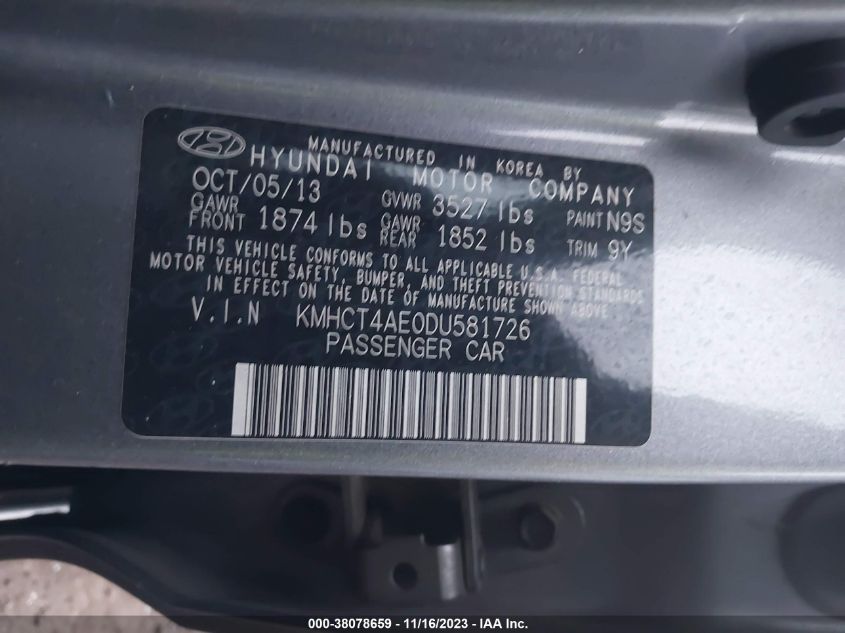 MANUFACTURED IN KOREA BY
HYUNDAI MOTOR COMPANY
OCT/05/13 GVWR 3527 lbs PAINT N9S
GAWR FRONT 1874 lbs GAWR REAR 1852 lbs TRIM 9Y
THIS VEHICLE CONFORMS TO ALL APPLICABLE U.S.A. FEDERAL
MOTOR VEHICLE SAFETY, BUMPER, AND THEFT PREVENTION STANDARDS
IN EFFECT ON THE DATE OF MANUFACTURE SHOWN ABOVE
V.I.N KMHCT4AE0DU581726
PASSENGER CAR
000-38078659 - 11/16/2023 - IAA Inc.